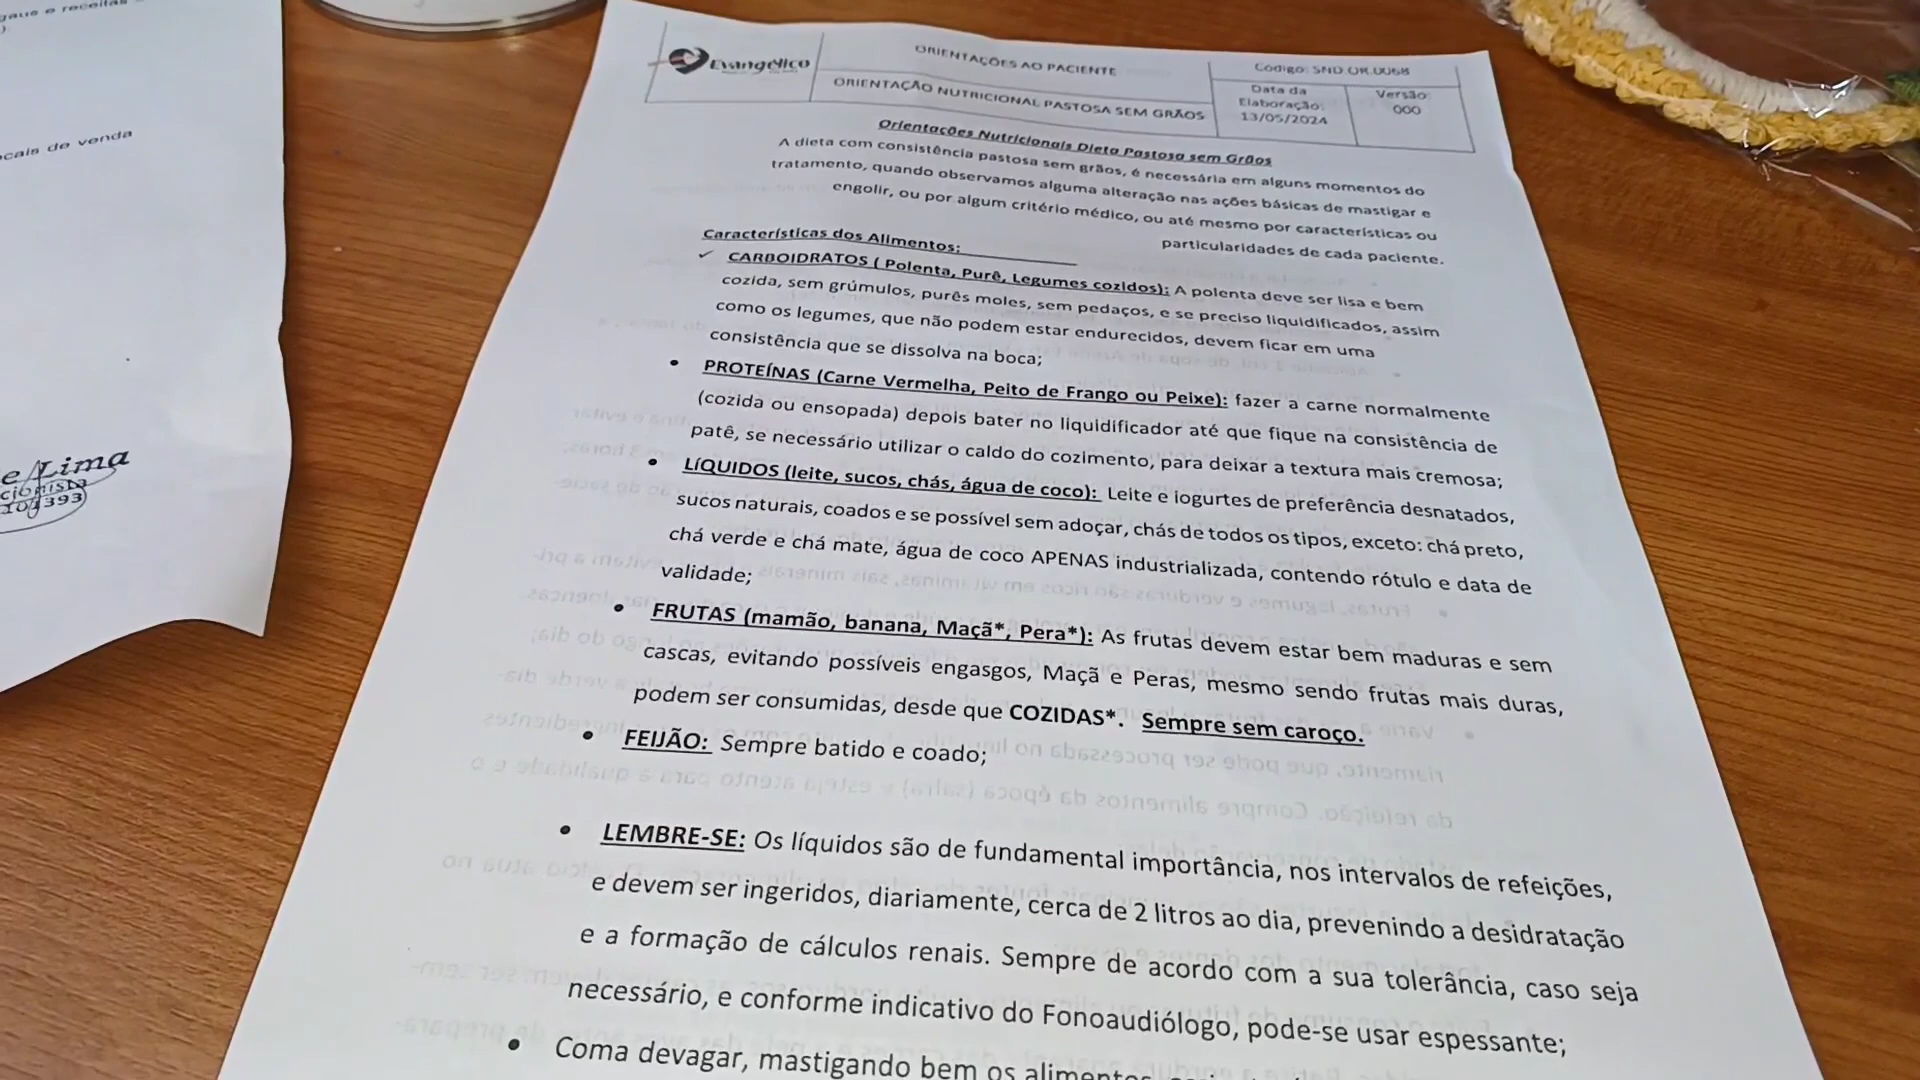 gaus e receitas
cais de venda
e Lima
cionista
101393
Evangélico
ORIENTAÇÕES AO PACIENTE
ORIENTAÇÃO NUTRICIONAL PASTOSA SEM GRÃOS
Código: SND.OR.0068
Data da
Elaboração:
13/05/2024
Versão:
000
Orientações Nutricionais Dieta Pastosa sem Grãos
A dieta com consistência pastosa sem grãos, é necessária em alguns momentos do
tratamento, quando observamos alguma alteração nas ações básicas de mastigar e
engolir, ou por algum critério médico, ou até mesmo por características ou
particularidades de cada paciente.
Características dos Alimentos:
✓ CARBOIDRATOS ( Polenta, Purê, Legumes cozidos): A polenta deve ser lisa e bem
cozida, sem grúmulos, purês moles, sem pedaços, e se preciso liquidificados, assim
como os legumes, que não podem estar endurecidos, devem ficar em uma
consistência que se dissolva na boca;
• PROTEÍNAS (Carne Vermelha, Peito de Frango ou Peixe): fazer a carne normalmente
(cozida ou ensopada) depois bater no liquidificador até que fique na consistência de
patê, se necessário utilizar o caldo do cozimento, para deixar a textura mais cremosa;
• LÍQUIDOS (leite, sucos, chás, água de coco): Leite e iogurtes de preferência desnatados,
sucos naturais, coados e se possível sem adoçar, chás de todos os tipos, exceto: chá preto,
chá verde e chá mate, água de coco APENAS industrializada, contendo rótulo e data de
validade;
• FRUTAS (mamão, banana, Maçã*, Pera*): As frutas devem estar bem maduras e sem
cascas, evitando possíveis engasgos, Maçã e Peras, mesmo sendo frutas mais duras,
podem ser consumidas, desde que COZIDAS*. Sempre sem caroço.
• FEIJÃO: Sempre batido e coado;
• LEMBRE-SE: Os líquidos são de fundamental importância, nos intervalos de refeições,
e devem ser ingeridos, diariamente, cerca de 2 litros ao dia, prevenindo a desidratação
e a formação de cálculos renais. Sempre de acordo com a sua tolerância, caso seja
necessário, e conforme indicativo do Fonoaudiólogo, pode-se usar espessante;
• Coma devagar, mastigando bem os alimentos,